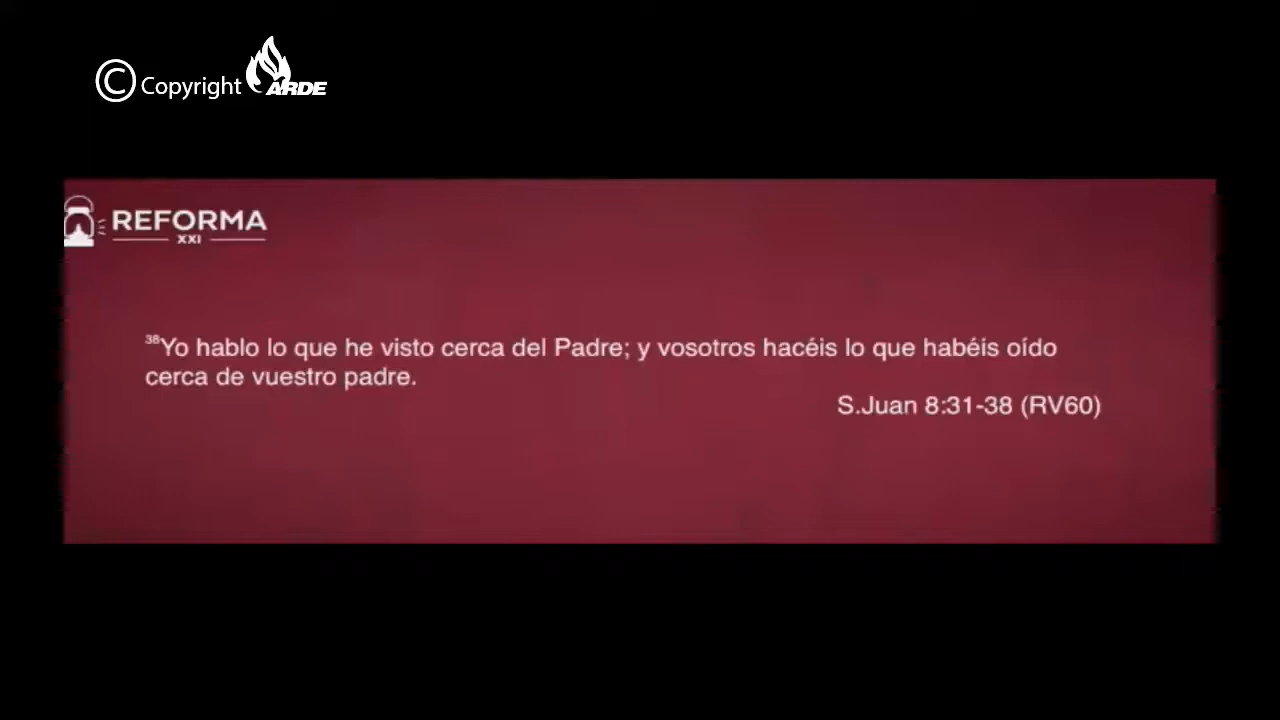 © Copyright ARDE
REFORMA
XXI
³⁸Yo hablo lo que he visto cerca del Padre; y vosotros hacéis lo que habéis oído
cerca de vuestro padre.
S.Juan 8:31-38 (RV60)